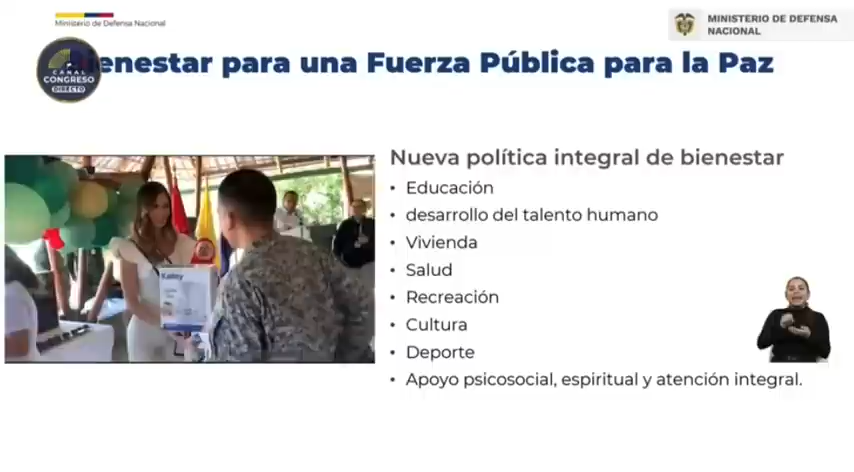 Ministerio de Defensa Nacional
MINISTERIO DE DEFENSA
NACIONAL
CANAL
CONGRESO
DIRECTO
ienestar para una Fuerza Pública para la Paz
Nueva política integral de bienestar
• Educación
• desarrollo del talento humano
• Vivienda
• Salud
• Recreación
• Cultura
• Deporte
• Apoyo psicosocial, espiritual y atención integral.